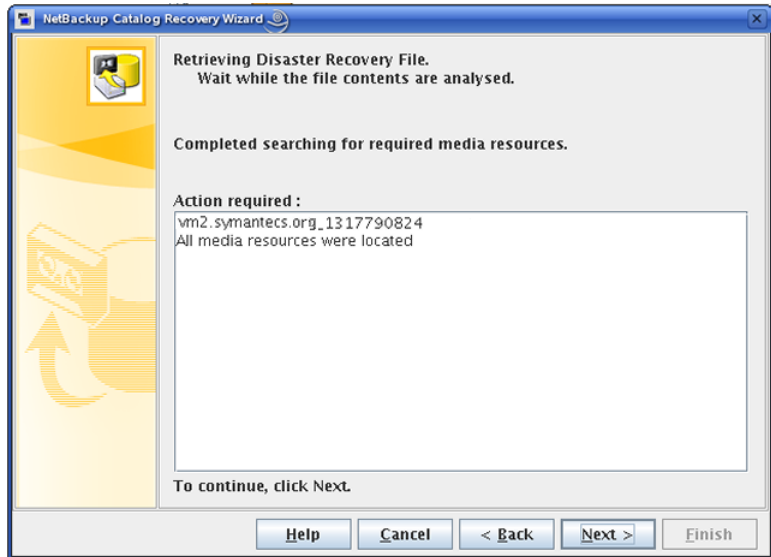 NetBackup Catalog Recovery Wizard
Retrieving Disaster Recovery File.
Wait while the file contents are analysed.
Completed searching for required media resources.
Action required :
vm2.symantecs.org_1317790824
All media resources were located
To continue, click Next.
Help Cancel < Back Next > Finish